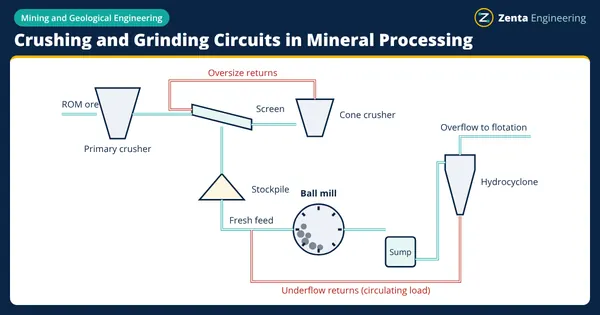 Mining and Geological Engineering
Zenta Engineering
Crushing and Grinding Circuits in Mineral Processing
Oversize returns
ROM ore
Screen
Cone crusher
Primary crusher
Overflow to flotation
Hydrocyclone
Stockpile
Ball mill
Fresh feed
Sump
Underflow returns (circulating load)